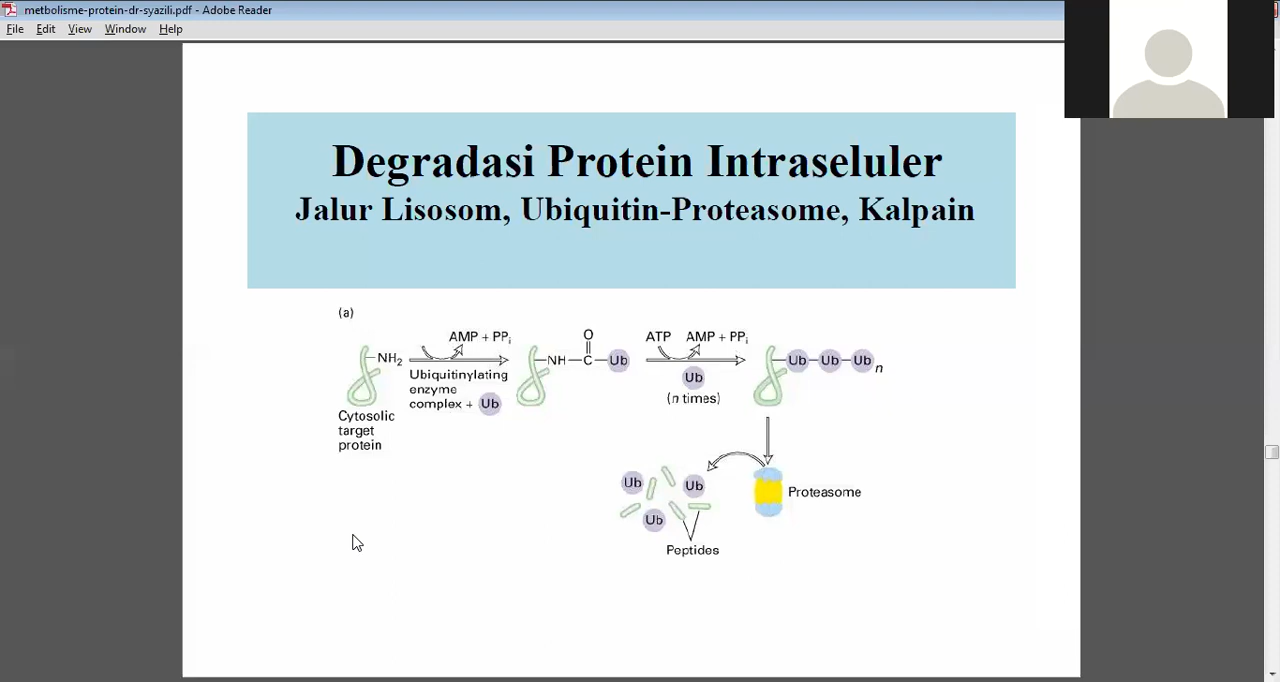 metbolisme-protein-dr-syazili.pdf - Adobe Reader
File Edit View Window Help
Degradasi Protein Intraseluler
Jalur Lisosom, Ubiquitin-Proteasome, Kalpain
(a)
AMP + PPi
O
ATP AMP + PPi
NH2
NH C Ub
Ub Ub Ub n
Ubiquitinylating
enzyme
complex + Ub
Ub
(n times)
Cytosolic
target
protein
Ub Ub
Ub
Proteasome
Peptides